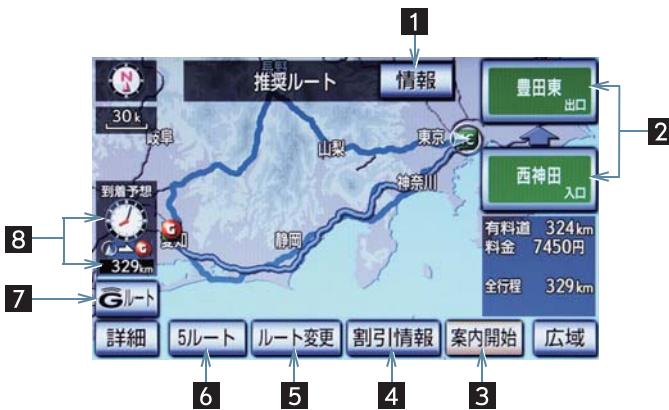 1
推奨ルート
情報
N
30k
長野
岐阜
山梨
東京
神奈川
静岡
愛知
豊田東
出口
2
西神田
入口
到着予想
8
G
329km
有料道 324km
料金 7450円
全行程 329km
7
Gルート
詳細
5ルート
ルート変更
割引情報
案内開始
広域
6
5
4
3